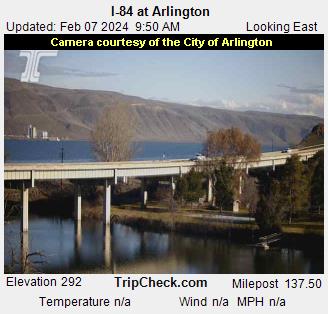 I-84 at Arlington
Updated: Feb 07 2024 9:50 AM Looking East
Camera courtesy of the City of Arlington
Elevation 292 TripCheck.com Milepost 137.50
Temperature n/a Wind n/a MPH n/a